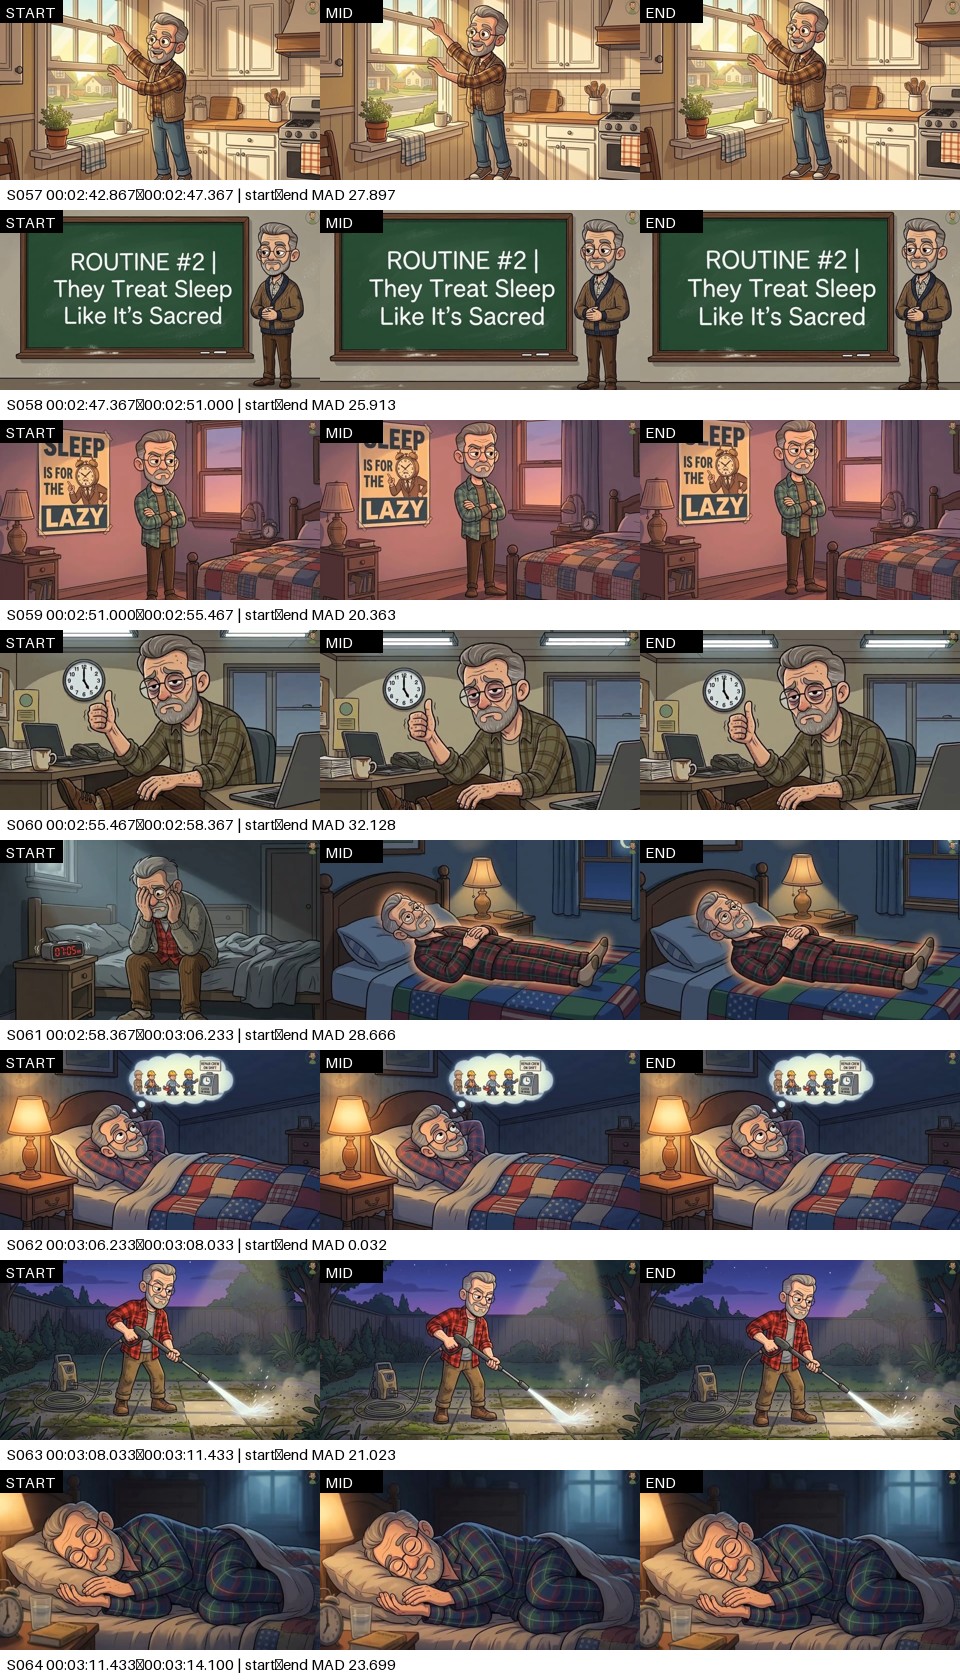 START
MID
END
S057 00:02:42.867 00:02:47.367 | start end MAD 27.897
START
MID
END
ROUTINE #2 |
They Treat Sleep
Like It's Sacred
ROUTINE #2 |
They Treat Sleep
Like It's Sacred
ROUTINE #2 |
They Treat Sleep
Like It's Sacred
S058 00:02:47.367 00:02:51.000 | start end MAD 25.913
START
MID
END
SLEEP
IS FOR
THE
LAZY
SLEEP
IS FOR
THE
LAZY
SLEEP
IS FOR
THE
LAZY
S059 00:02:51.000 00:02:55.467 | start end MAD 20.363
START
MID
END
S060 00:02:55.467 00:02:58.367 | start end MAD 32.128
START
MID
END
07:05
S061 00:02:58.367 00:03:06.233 | start end MAD 28.666
START
MID
END
S062 00:03:06.233 00:03:08.033 | start end MAD 0.032
START
MID
END
S063 00:03:08.033 00:03:11.433 | start end MAD 21.023
START
MID
END
S064 00:03:11.433 00:03:14.100 | start end MAD 23.699